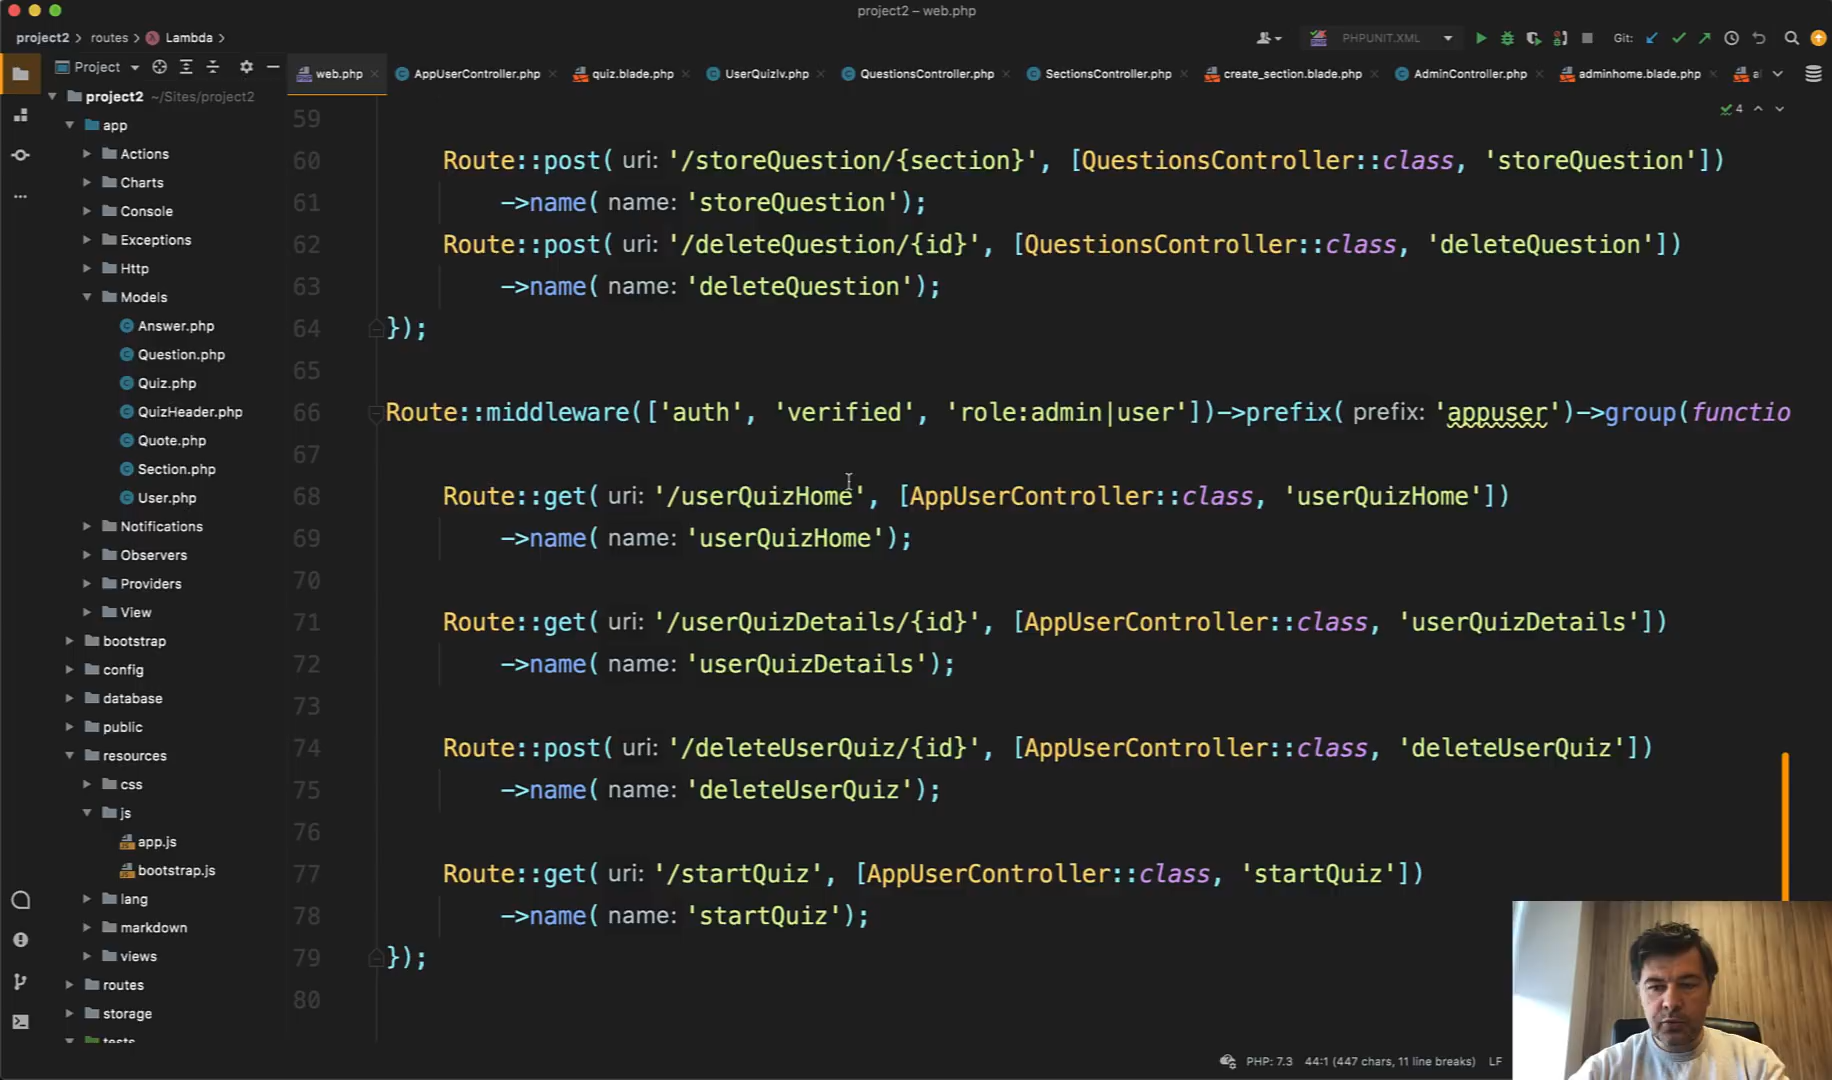 project2 – web.php
project2 > routes > Lambda >
PHPUNIT.XML
Git:
Project
web.php
AppUserController.php
quiz.blade.php
UserQuizlv.php
QuestionsController.php
SectionsController.php
create_section.blade.php
AdminController.php
adminhome.blade.php
4
project2 ~/Sites/project2
app
Actions
Charts
Console
Exceptions
Http
Models
Answer.php
Question.php
Quiz.php
QuizHeader.php
Quote.php
Section.php
User.php
Notifications
Observers
Providers
View
bootstrap
config
database
public
resources
css
js
app.js
bootstrap.js
lang
markdown
views
routes
storage
tests
59
60 Route::post( uri: '/storeQuestion/{section}', [QuestionsController::class, 'storeQuestion'])
61 ->name( name: 'storeQuestion');
62 Route::post( uri: '/deleteQuestion/{id}', [QuestionsController::class, 'deleteQuestion'])
63 ->name( name: 'deleteQuestion');
64 });
65
66 Route::middleware(['auth', 'verified', 'role:admin|user'])->prefix( prefix: 'appuser')->group(functio
67
68 Route::get( uri: '/userQuizHome', [AppUserController::class, 'userQuizHome'])
69 ->name( name: 'userQuizHome');
70
71 Route::get( uri: '/userQuizDetails/{id}', [AppUserController::class, 'userQuizDetails'])
72 ->name( name: 'userQuizDetails');
73
74 Route::post( uri: '/deleteUserQuiz/{id}', [AppUserController::class, 'deleteUserQuiz'])
75 ->name( name: 'deleteUserQuiz');
76
77 Route::get( uri: '/startQuiz', [AppUserController::class, 'startQuiz'])
78 ->name( name: 'startQuiz');
79 });
80
PHP: 7.3 44:1 (447 chars, 11 line breaks) LF